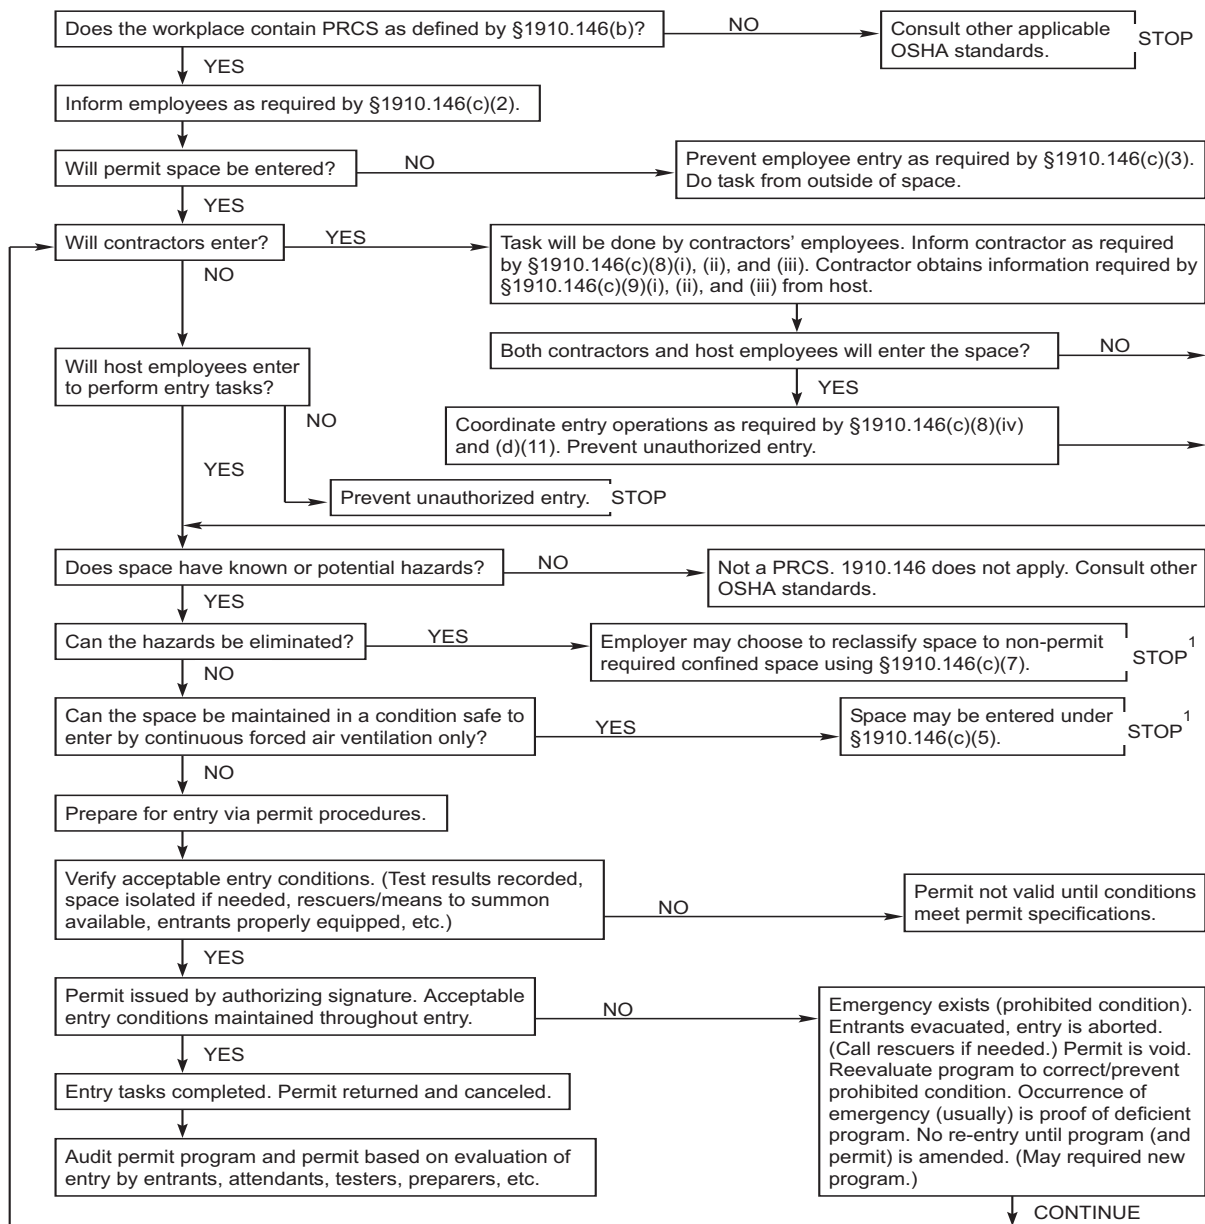 Does the workplace contain PRCS as defined by §1910.146(b)?
NO
Consult other applicable
OSHA standards.
STOP
YES
Inform employees as required by §1910.146(c)(2).
Will permit space be entered?
NO
Prevent employee entry as required by §1910.146(c)(3).
Do task from outside of space.
YES
Will contractors enter?
YES
Task will be done by contractors’ employees. Inform contractor as required
by §1910.146(c)(8)(i), (ii), and (iii). Contractor obtains information required by
§1910.146(c)(9)(i), (ii), and (iii) from host.
NO
Both contractors and host employees will enter the space?
NO
YES
Will host employees enter
to perform entry tasks?
NO
Coordinate entry operations as required by §1910.146(c)(8)(iv)
and (d)(11). Prevent unauthorized entry.
YES
Prevent unauthorized entry.
STOP
Does space have known or potential hazards?
NO
Not a PRCS. 1910.146 does not apply. Consult other
OSHA standards.
YES
Can the hazards be eliminated?
YES
Employer may choose to reclassify space to non-permit
required confined space using §1910.146(c)(7).
STOP¹
NO
Can the space be maintained in a condition safe to
enter by continuous forced air ventilation only?
YES
Space may be entered under
§1910.146(c)(5).
STOP¹
NO
Prepare for entry via permit procedures.
Verify acceptable entry conditions. (Test results recorded,
space isolated if needed, rescuers/means to summon
available, entrants properly equipped, etc.)
NO
Permit not valid until conditions
meet permit specifications.
YES
Permit issued by authorizing signature. Acceptable
entry conditions maintained throughout entry.
NO
Emergency exists (prohibited condition).
Entrants evacuated, entry is aborted.
(Call rescuers if needed.) Permit is void.
Reevaluate program to correct/prevent
prohibited condition. Occurrence of
emergency (usually) is proof of deficient
program. No re-entry until program (and
permit) is amended. (May required new
program.)
YES
Entry tasks completed. Permit returned and canceled.
Audit permit program and permit based on evaluation of
entry by entrants, attendants, testers, preparers, etc.
CONTINUE